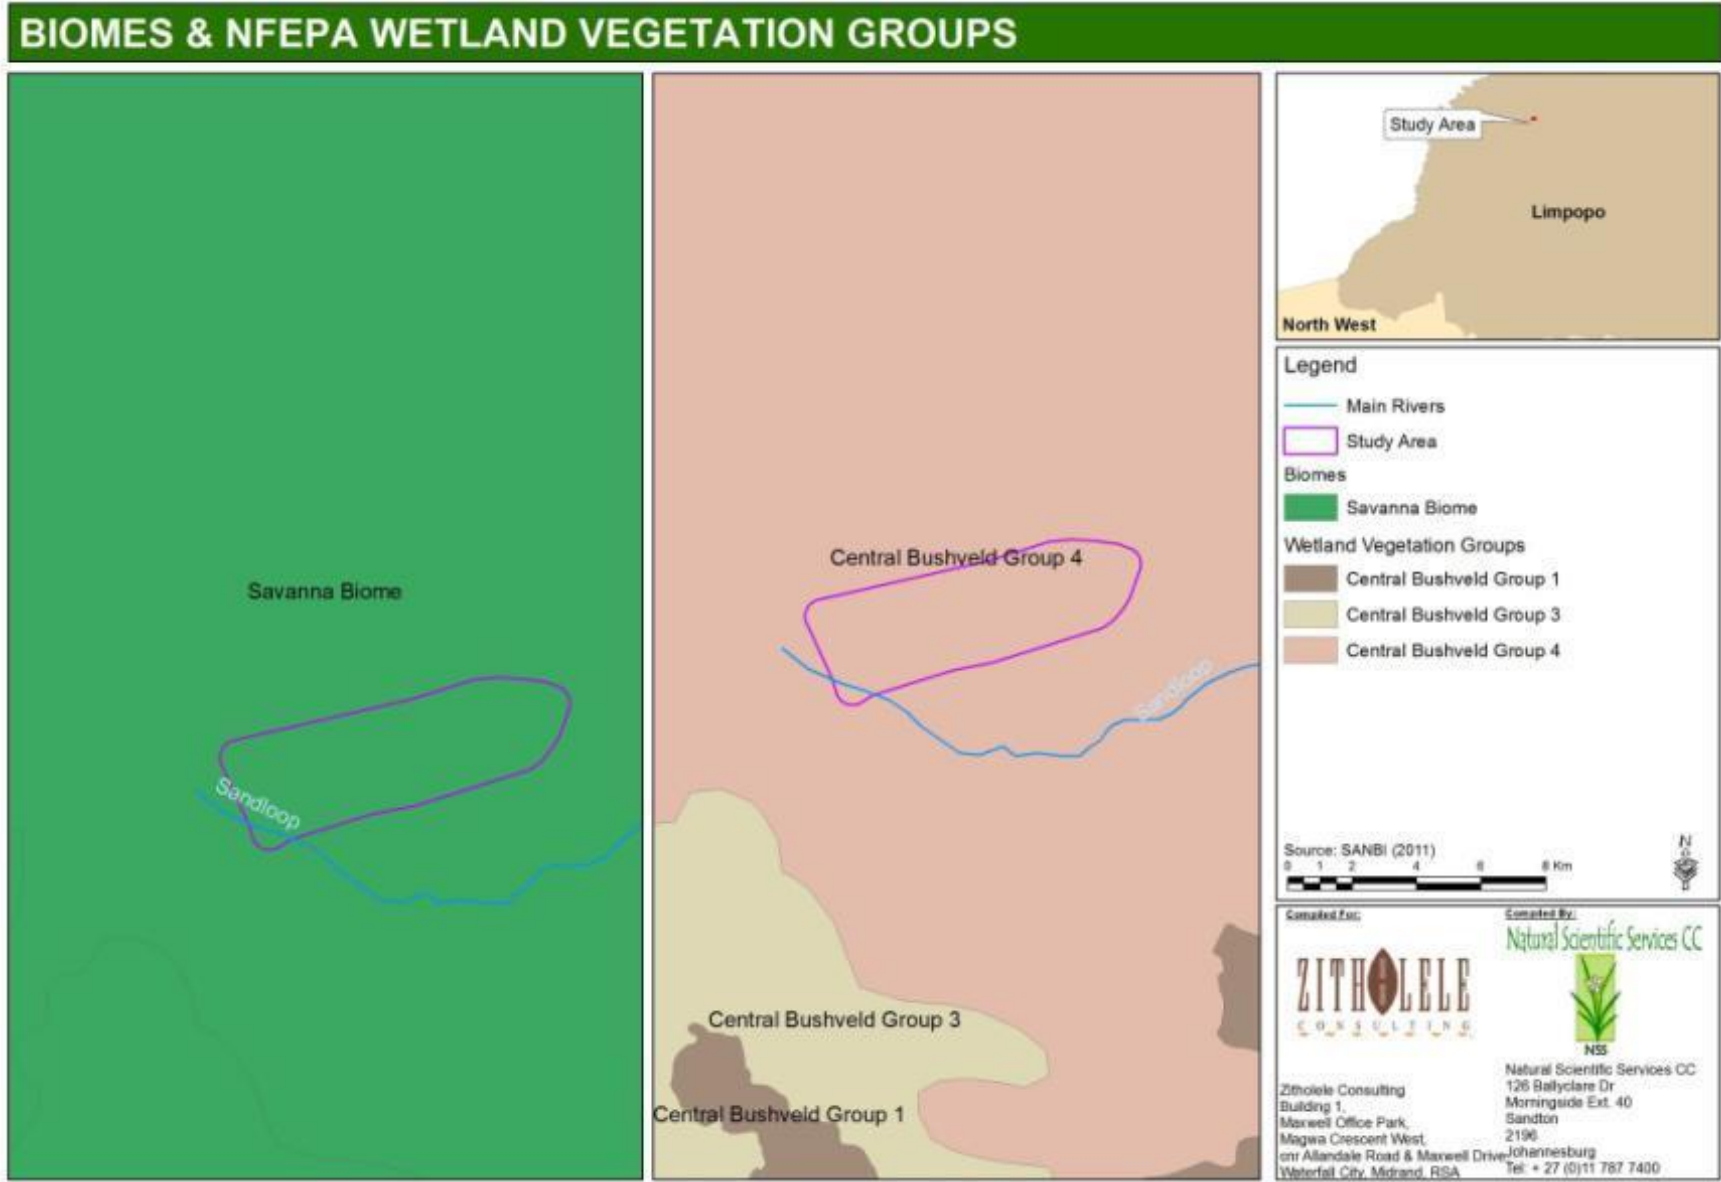 BIOMES & NFEPA WETLAND VEGETATION GROUPS
Savanna Biome
Sandloop
Central Bushveld Group 4
Sandloop
Central Bushveld Group 3
Central Bushveld Group 1
Study Area
Limpopo
North West
Legend
Main Rivers
Study Area
Biomes
Savanna Biome
Wetland Vegetation Groups
Central Bushveld Group 1
Central Bushveld Group 3
Central Bushveld Group 4
Source: SANBI (2011)
0 1 2 4 6 8 Km
N
Compiled For:
ZITHOLELE
CONSULTING
Zitholele Consulting
Building 1,
Maxwell Office Park,
Magwa Crescent West,
cnr Allandale Road & Maxwell Drive
Waterfall City, Midrand, RSA
Compiled By:
Natural Scientific Services CC
NSS
Natural Scientific Services CC
126 Ballyclare Dr
Morningside Ext. 40
Sandton
2196
Johannesburg
Tel: + 27 (0)11 787 7400